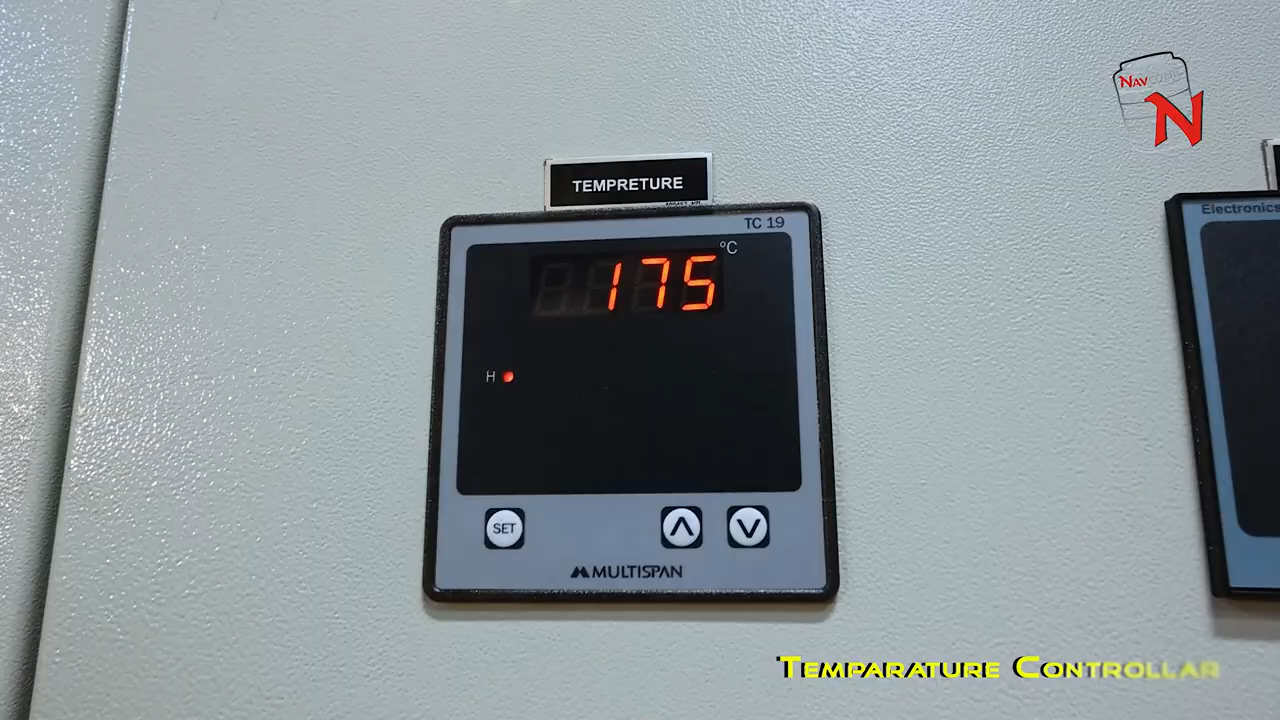 NAV
N
TEMPRETURE
TC 19
°C
175
Electronics
H
SET
MULTISPAN
TEMPARATURE CONTROLLAR